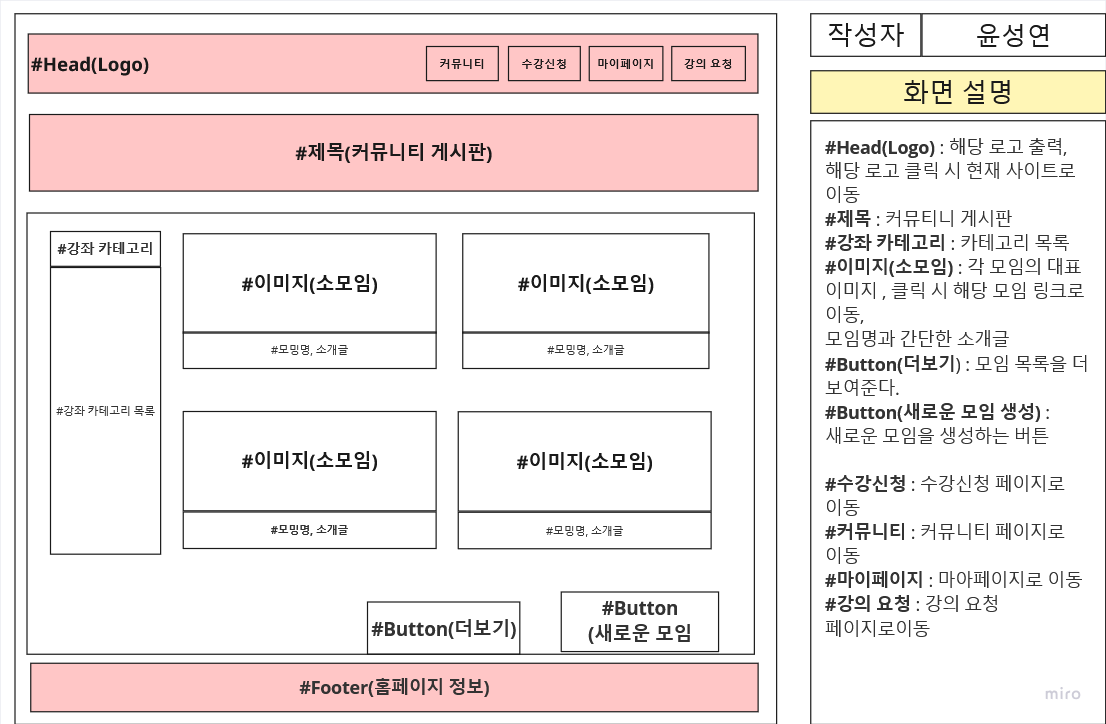 #Head(Logo)
커뮤니티
수강신청
마이페이지
강의 요청
#제목(커뮤니티 게시판)
#강좌 카테고리
#강좌 카테고리 목록
#이미지(소모임)
#모밍명, 소개글
#이미지(소모임)
#모밍명, 소개글
#이미지(소모임)
#모밍명, 소개글
#이미지(소모임)
#모밍명, 소개글
#Button(더보기)
#Button
(새로운 모임
#Footer(홈페이지 정보)
작성자
윤성연
화면 설명
#Head(Logo) : 해당 로고 출력,
해당 로고 클릭 시 현재 사이트로
이동
#제목 : 커뮤티니 게시판
#강좌 카테고리 : 카테고리 목록
#이미지(소모임) : 각 모임의 대표
이미지 , 클릭 시 해당 모임 링크로
이동,
모임명과 간단한 소개글
#Button(더보기) : 모임 목록을 더
보여준다.
#Button(새로운 모임 생성) :
새로운 모임을 생성하는 버튼
#수강신청 : 수강신청 페이지로
이동
#커뮤니티 : 커뮤니티 페이지로
이동
#마이페이지 : 마아페이지로 이동
#강의 요청 : 강의 요청
페이지로이동
miro